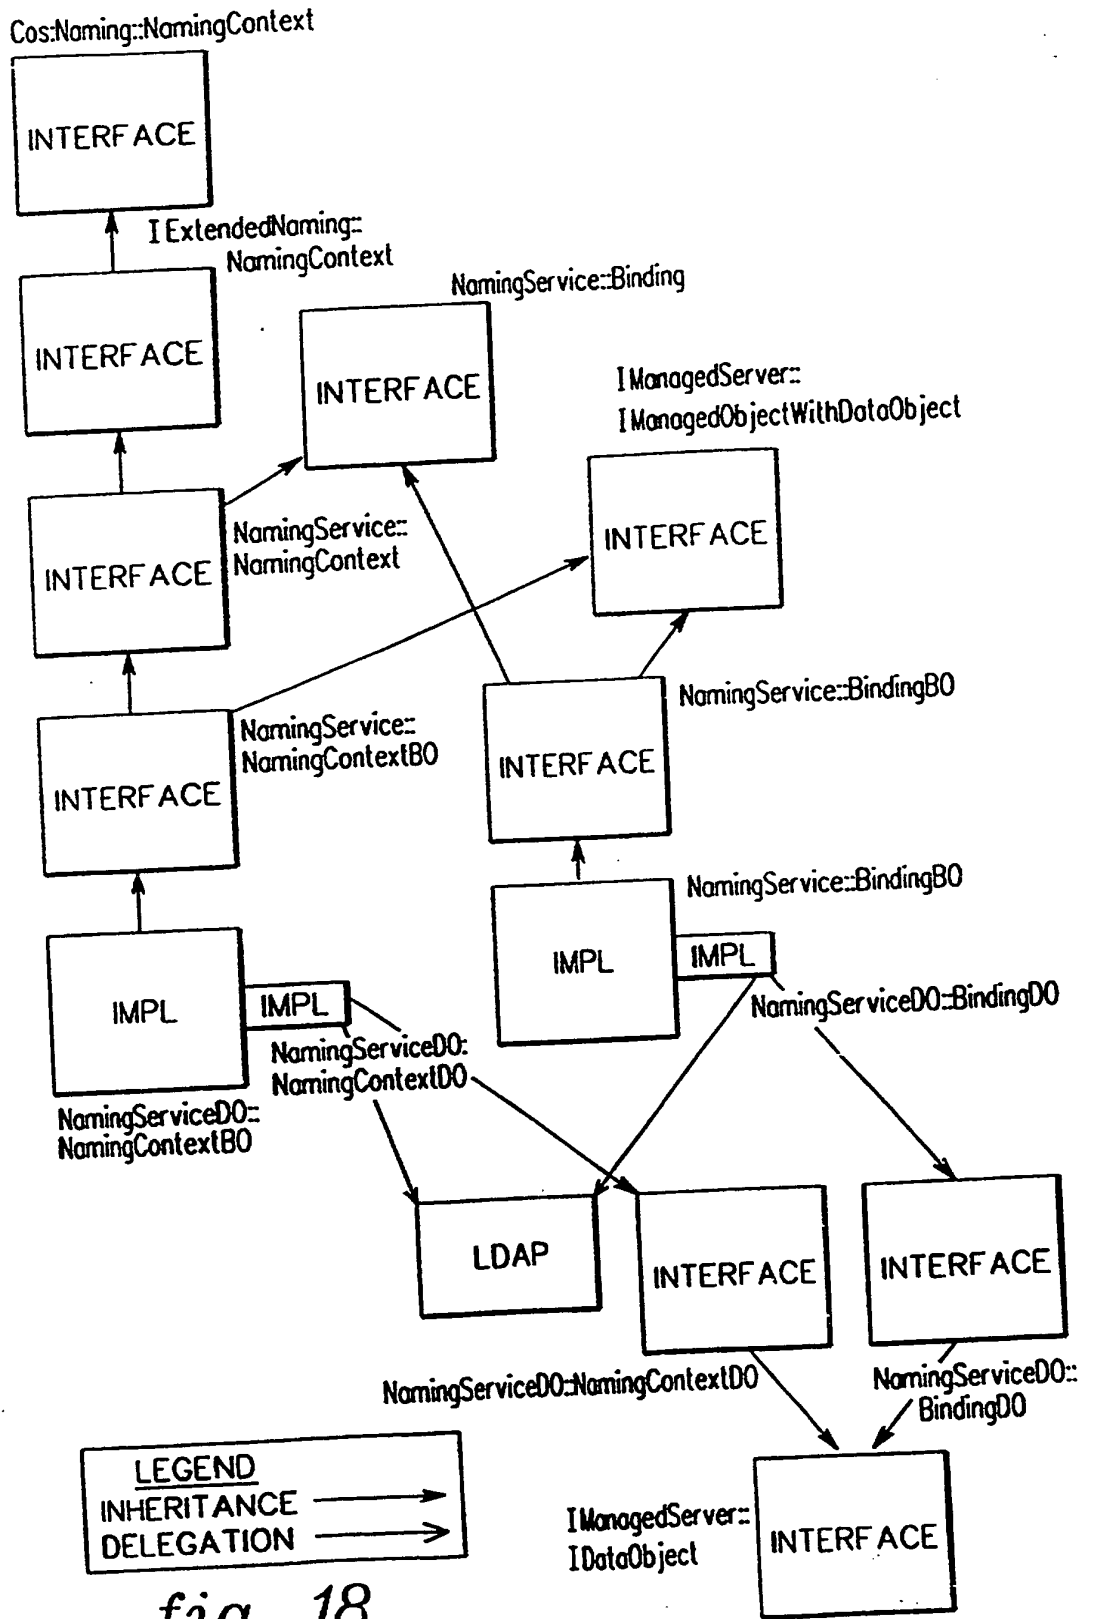 Cos:Naming::NamingContext
INTERFACE
IExtendedNaming::
NamingContext
INTERFACE
NamingService::Binding
INTERFACE
IManagedServer::
IManagedObjectWithDataObject
INTERFACE
NamingService::
NamingContext
INTERFACE
NamingService::
NamingContextBO
INTERFACE
NamingService::BindingBO
INTERFACE
NamingService::BindingBO
IMPL
IMPL
NamingServiceDO::BindingDO
IMPL
IMPL
NamingServiceDO:
NamingContextDO
NamingServiceDO::
NamingContextBO
LDAP
INTERFACE
INTERFACE
NamingServiceDO::NamingContextDO
NamingServiceDO::
BindingDO
LEGEND
INHERITANCE
DELEGATION
IManagedServer::
IDataObject
INTERFACE
fig. 18